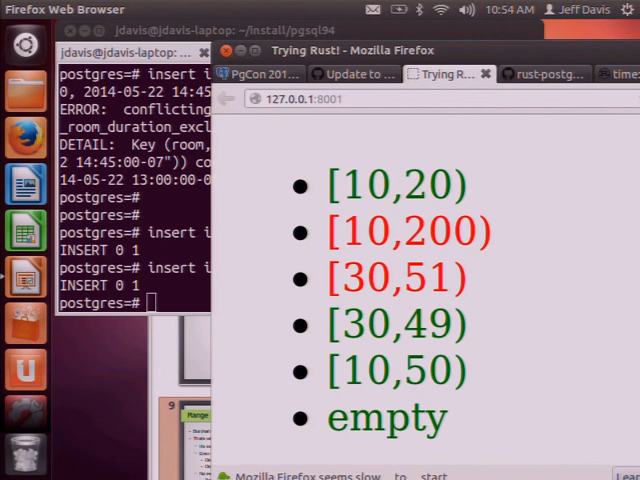 Firefox Web Browser
10:54 AM
Jeff Davis
jdavis@jdavis-laptop: ~/install/pgsql94
jdavis@jdavis-laptop: ...
Trying Rust! - Mozilla Firefox
PgCon 201...
Update to ...
Trying R...
rust-postg...
time:
127.0.0.1:8001
postgres=# insert i
0, 2014-05-22 14:45
ERROR: conflicting
_room_duration_excl
DETAIL: Key (room,
2 14:45:00-07")) co
14-05-22 13:00:00-0
postgres=#
postgres=#
postgres=# insert i
INSERT 0 1
postgres=# insert i
INSERT 0 1
postgres=#
[10,20)
[10,200)
[30,51)
[30,49)
[10,50)
empty
9
Range
Mozilla Firefox seems slow... to... start.
Lear